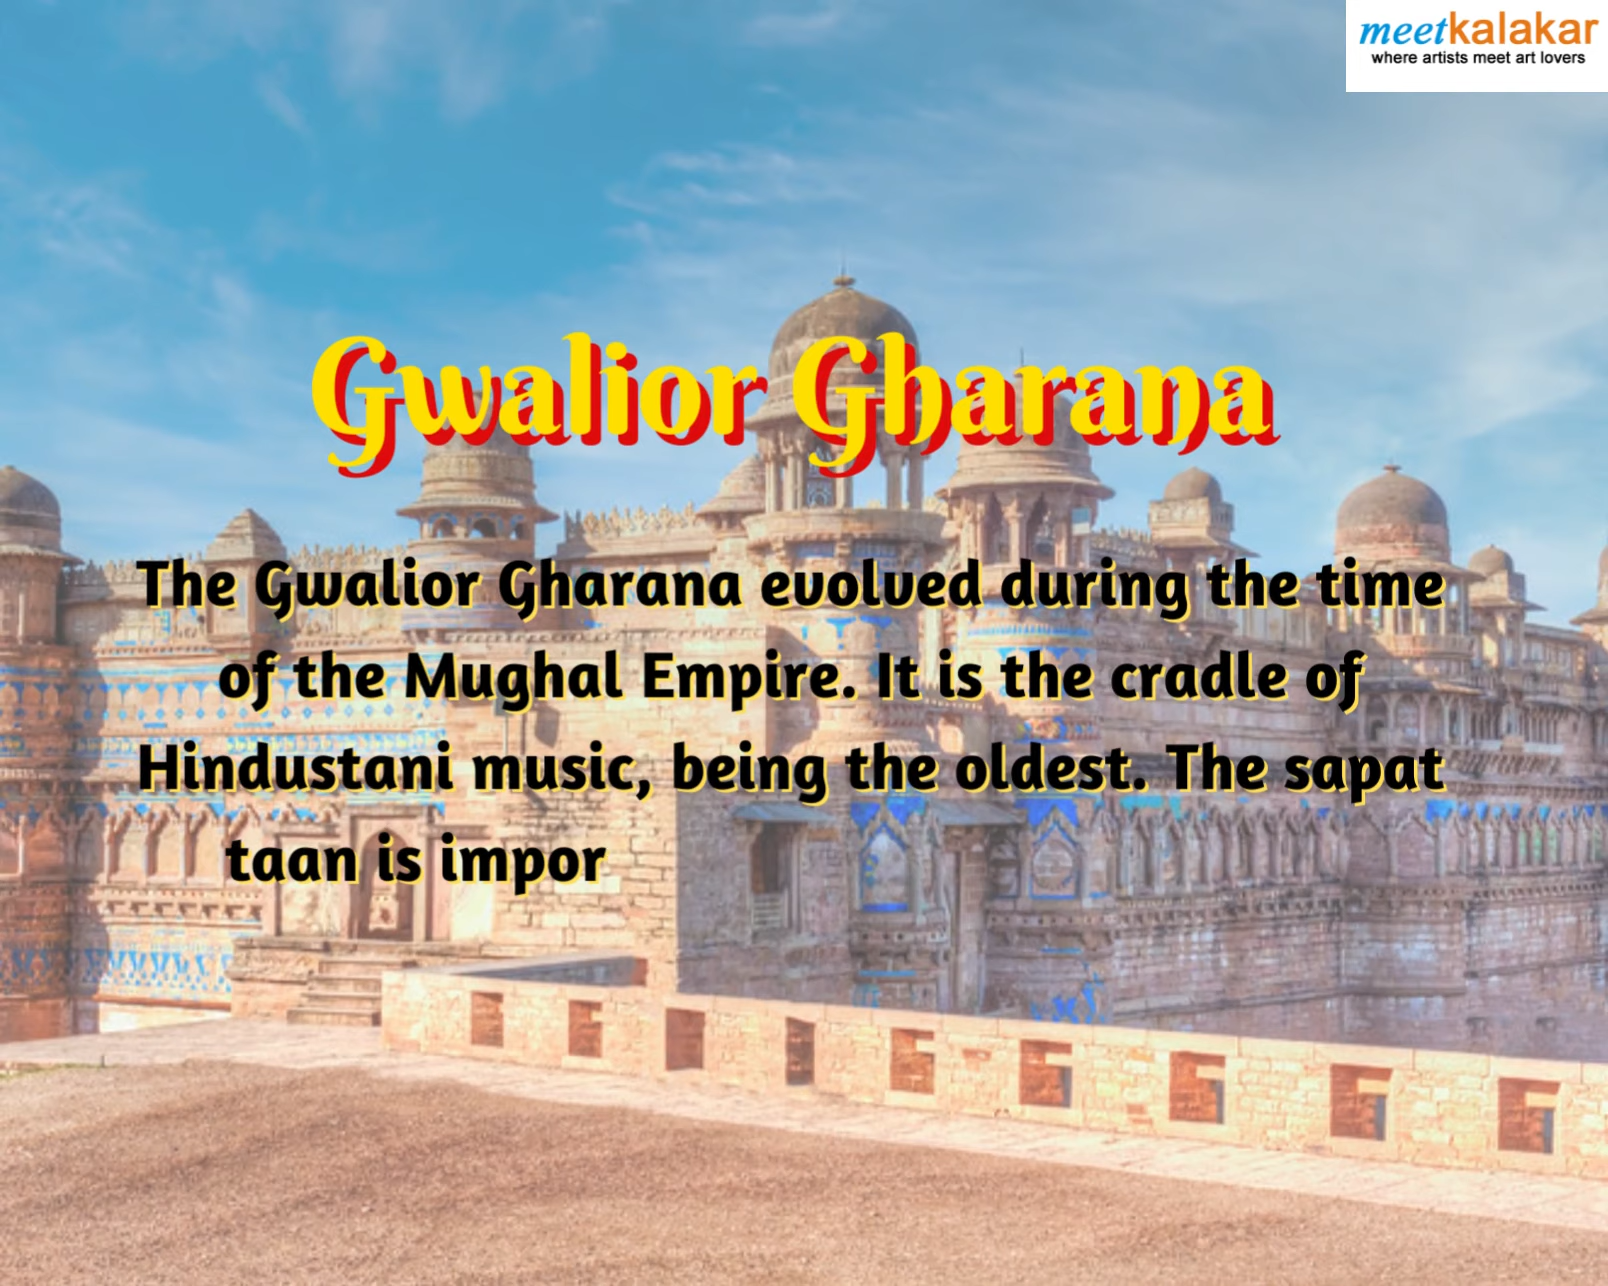 meetkalakar
where artists meet art lovers
Gwalior Gharana
The Gwalior Gharana evolved during the time
of the Mughal Empire. It is the cradle of
Hindustani music, being the oldest. The sapat
taan is impor